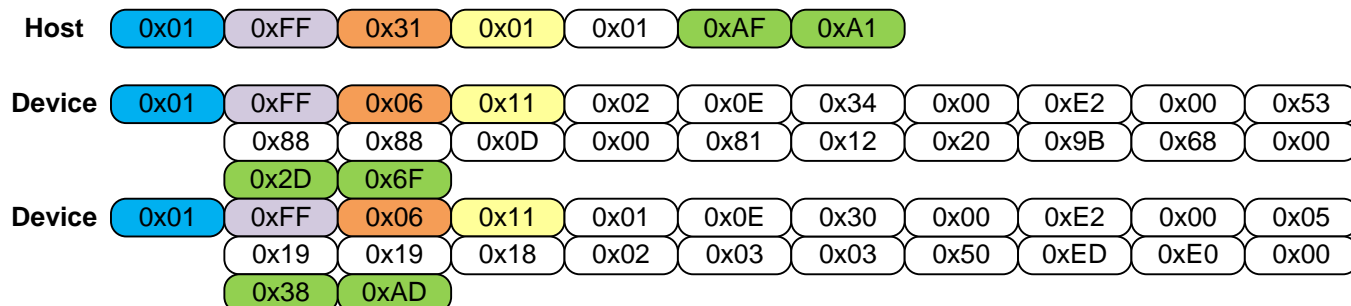 Host 0x01 0xFF 0x31 0x01 0x01 0xAF 0xA1
Device 0x01 0xFF 0x06 0x11 0x02 0x0E 0x34 0x00 0xE2 0x00 0x53
0x88 0x88 0x0D 0x00 0x81 0x12 0x20 0x9B 0x68 0x00
0x2D 0x6F
Device 0x01 0xFF 0x06 0x11 0x01 0x0E 0x30 0x00 0xE2 0x00 0x05
0x19 0x19 0x18 0x02 0x03 0x03 0x50 0xED 0xE0 0x00
0x38 0xAD